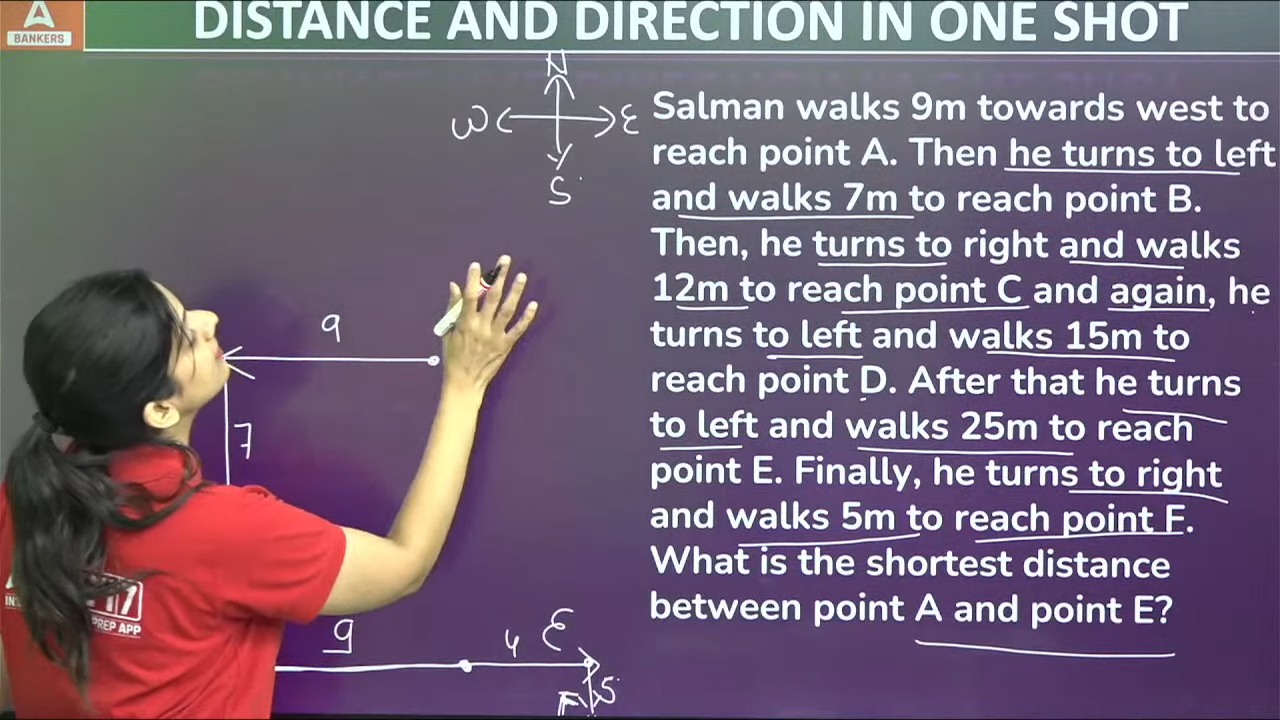 A
BANKERS
DISTANCE AND DIRECTION IN ONE SHOT
N
W
E
S
Salman walks 9m towards west to
reach point A. Then he turns to left
and walks 7m to reach point B.
Then, he turns to right and walks
12m to reach point C and again, he
turns to left and walks 15m to
reach point D. After that he turns
to left and walks 25m to reach
point E. Finally, he turns to right
and walks 5m to reach point F.
What is the shortest distance
between point A and point E?
9
7
9
4
E
F
5
PREP APP